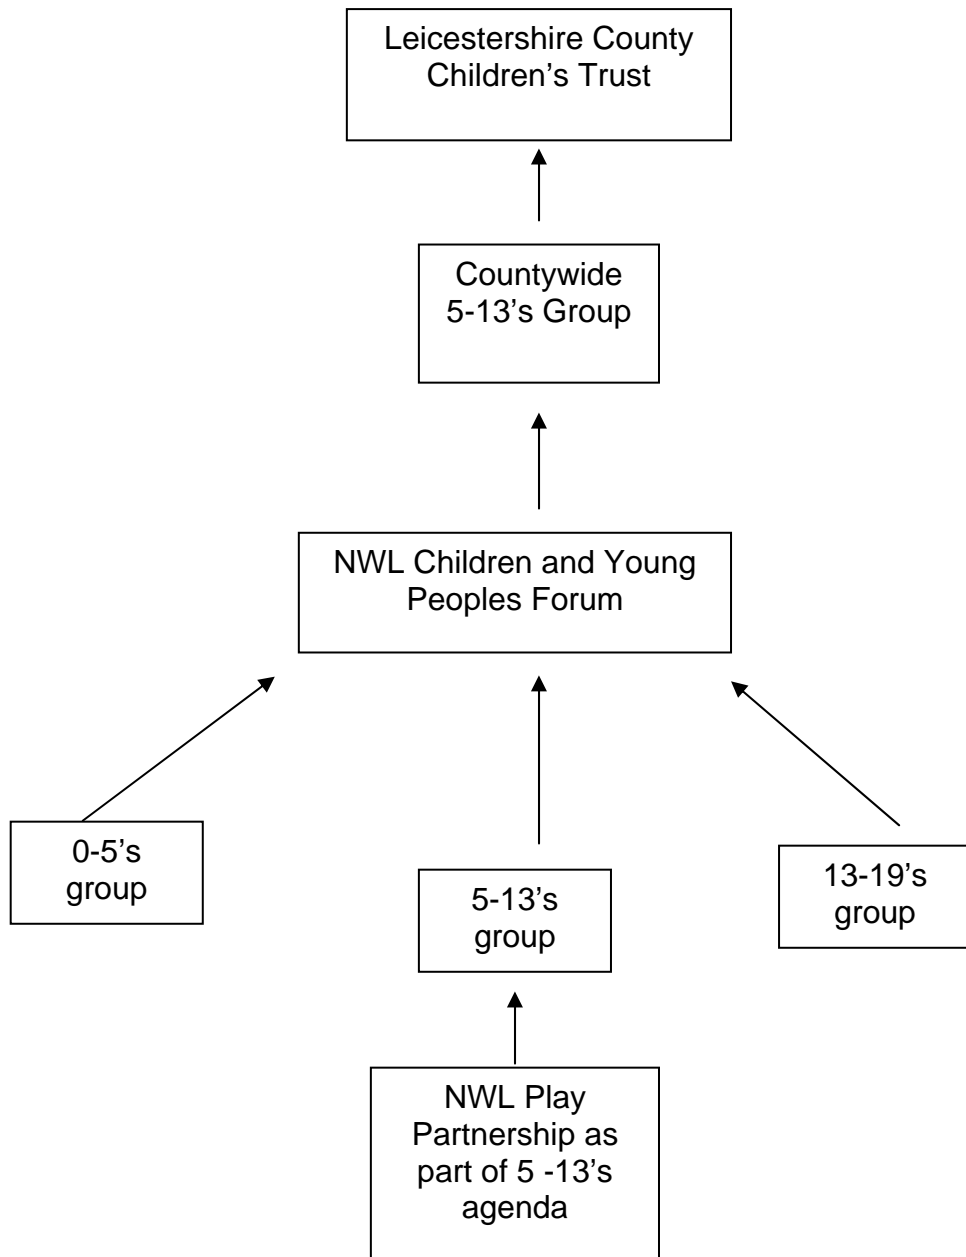 Leicestershire County
Children’s Trust
Countywide
5-13’s Group
NWL Children and Young
Peoples Forum
0-5’s
group
5-13’s
group
13-19’s
group
NWL Play
Partnership as
part of 5 -13’s
agenda